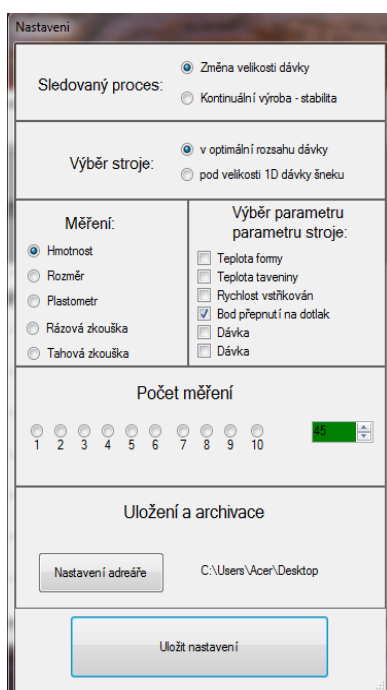 Nastaveni
Sledovaný proces:
Změna velikosti dávky
Kontinuální výroba - stabilita
Výběr stroje:
v optimální rozsahu dávky
pod velikosti 1D dávky šneku
Měření:
Hmotnost
Rozměr
Plastometr
Rázová zkouška
Tahová zkouška
Výběr parametru
parametru stroje:
Teplota formy
Teplota taveniny
Rychlost vstřikován
Bod přepnutí na dotlak
Dávka
Dávka
Počet měření
1 2 3 4 5 6 7 8 9 10
45
Uložení a archivace
Nastavení adreáře
C:\Users\Acer\Desktop
Uložit nastavení